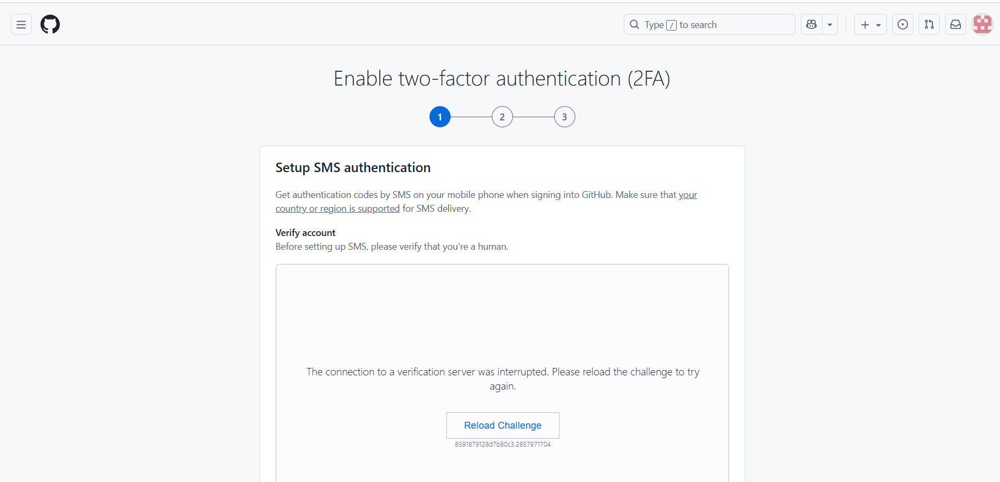 Type / to search
Enable two-factor authentication (2FA)
1 2 3
Setup SMS authentication
Get authentication codes by SMS on your mobile phone when signing into GitHub. Make sure that your
country or region is supported for SMS delivery.
Verify account
Before setting up SMS, please verify that you're a human.
The connection to a verification server was interrupted. Please reload the challenge to try
again.
Reload Challenge
8591879128d7b80c3.2857971704